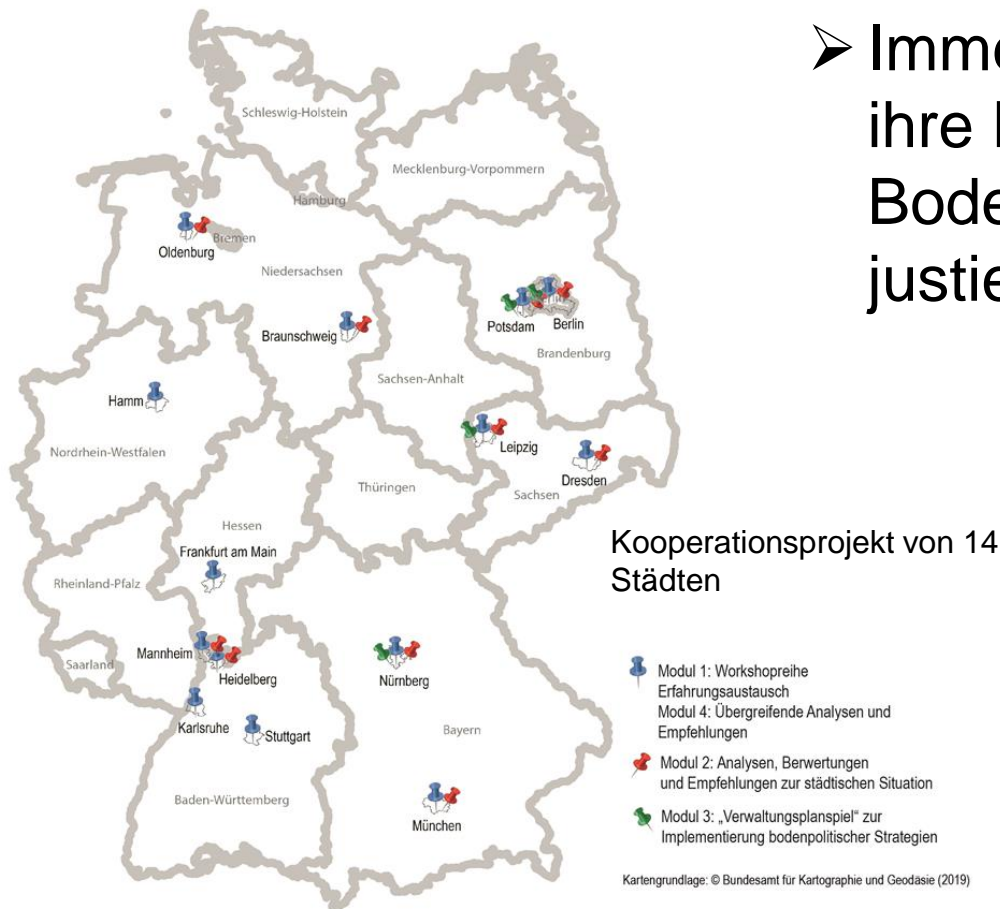 ➢ Imme
ihre
Bode
justie
Schleswig-Holstein
Mecklenburg-Vorpommern
Hamburg
Bremen
Oldenburg
Niedersachsen
Braunschweig
Potsdam
Berlin
Brandenburg
Sachsen-Anhalt
Hamm
Nordrhein-Westfalen
Leipzig
Dresden
Sachsen
Thüringen
Hessen
Frankfurt am Main
Rheinland-Pfalz
Saarland
Mannheim
Heidelberg
Karlsruhe
Stuttgart
Baden-Württemberg
Nürnberg
Bayern
München
Kooperationsprojekt von 14
Städten
Modul 1: Workshopreihe
Erfahrungsaustausch
Modul 4: Übergreifende Analysen und
Empfehlungen
Modul 2: Analysen, Berwertungen
und Empfehlungen zur städtischen Situation
Modul 3: „Verwaltungsplanspiel“ zur
Implementierung bodenpolitischer Strategien
Kartengrundlage: © Bundesamt für Kartographie und Geodäsie (2019)